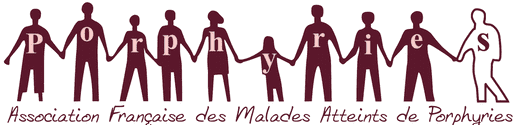 Porphyries
Association Française des Malades Atteints de Porphyries